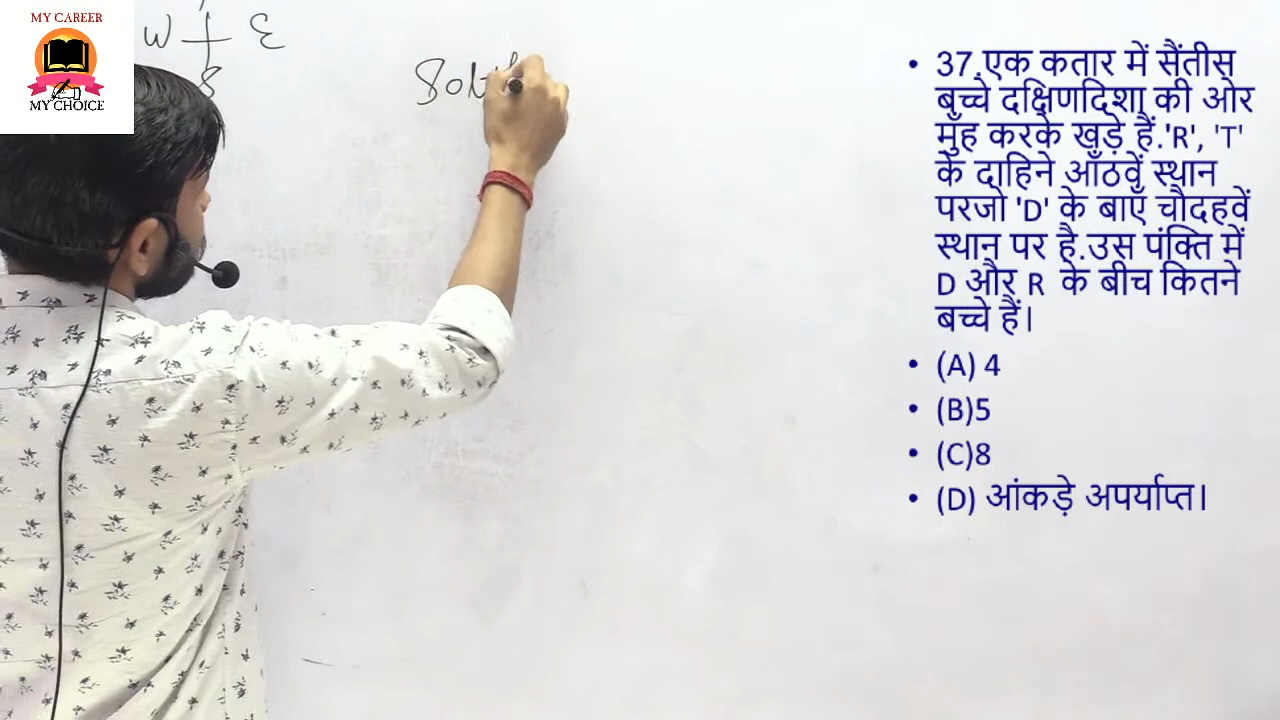 MY CAREER
MY CHOICE
W E
S
Sol
• 37.एक कतार में सैंतीस
बच्चे दक्षिणदिशा की ओर
मुँह करके खड़े हैं.'R', 'T'
के दाहिने आँठवें स्थान
परजो 'D' के बाएँ चौदहवें
स्थान पर है.उस पंक्ति में
D और R के बीच कितने
बच्चे हैं।
• (A) 4
• (B)5
• (C)8
• (D) आंकड़े अपर्याप्त।